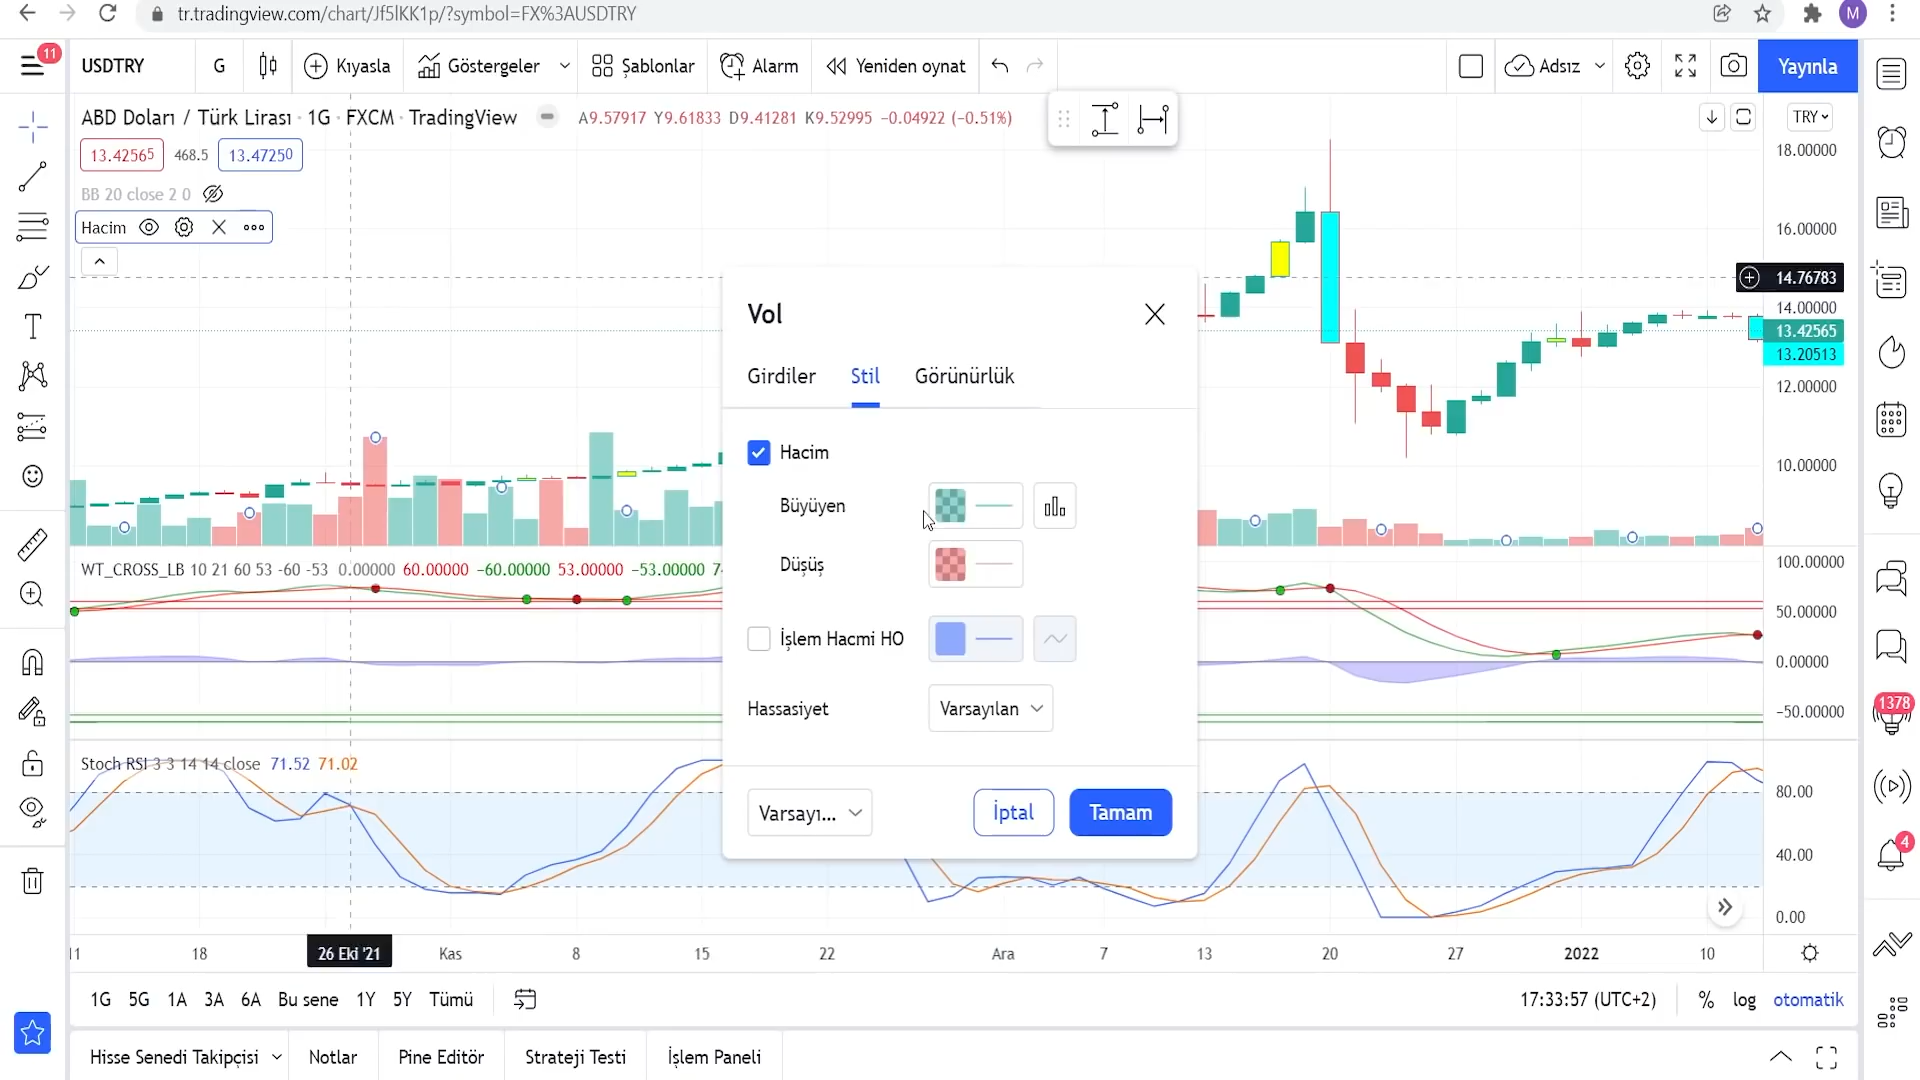 tr.tradingview.com/chart/Jf5lKK1p/?symbol=FX%3AUSDTRY
M
11
USDTRY
G
Kıyasla
Göstergeler
Şablonlar
Alarm
Yeniden oynat
Adsız
Yayınla
ABD Doları / Türk Lirası · 1G · FXCM · TradingView
A9.57917 Y9.61833 D9.41281 K9.52995 −0.04922 (−0.51%)
TRY
13.42565
468.5
13.47250
BB 20 close 2 0
Hacim
18.00000
16.00000
14.76783
14.00000
13.42565
13.20513
12.00000
10.00000
Vol
Girdiler
Stil
Görünürlük
Hacim
Büyüyen
Düşüş
İşlem Hacmi HO
Hassasiyet
Varsayılan
Varsayı...
İptal
Tamam
WT_CROSS_LB 10 21 60 53 -60 -53 0.00000 60.00000 −60.00000 53.00000 −53.00000
100.00000
50.00000
0.00000
−50.00000
1378
Stoch RSI 3 3 14 14 close 71.52 71.02
80.00
40.00
0.00
4
11
18
26 Eki '21
Kas
8
15
22
Ara
7
13
20
27
2022
10
1G 5G 1A 3A 6A Bu sene 1Y 5Y Tümü
17:33:57 (UTC+2)
% log otomatik
Hisse Senedi Takipçisi
Notlar
Pine Editör
Strateji Testi
İşlem Paneli